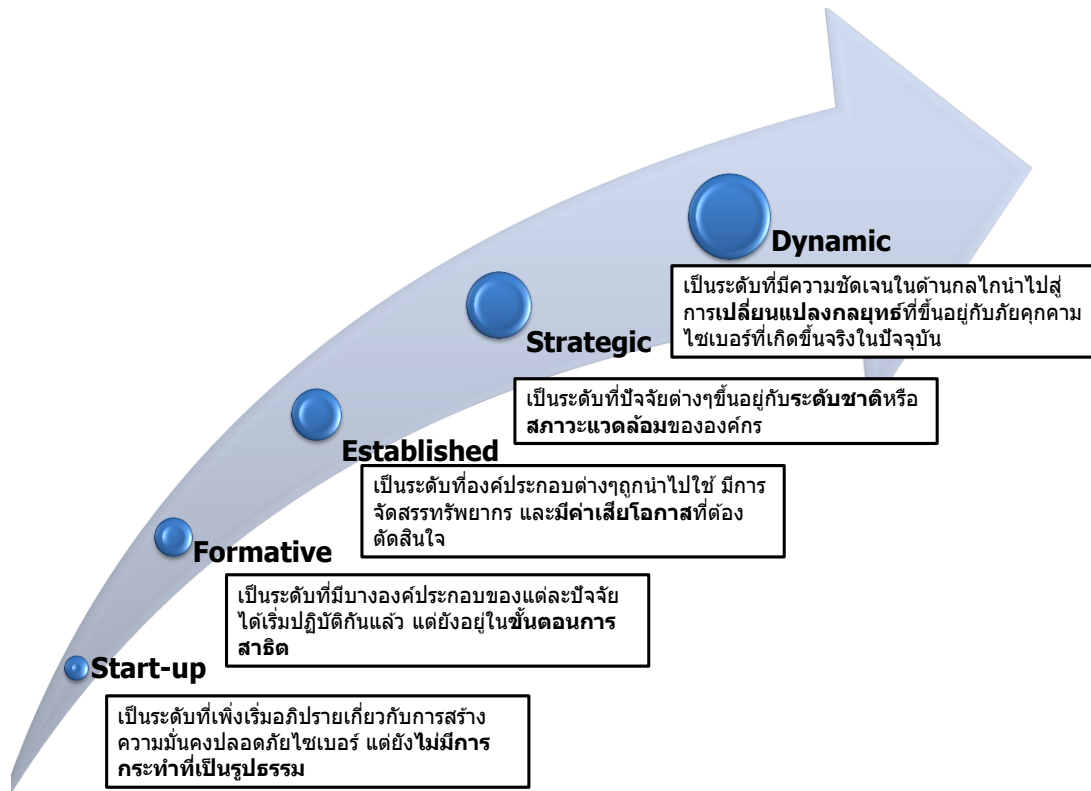 Dynamic
เป็นระดับที่มีความชัดเจนในด้านกลไกนำไปสู่
การเปลี่ยนแปลงกลยุทธ์ที่ขึ้นอยู่กับภัยคุกคาม
ไซเบอร์ที่เกิดขึ้นจริงในปัจจุบัน
Strategic
เป็นระดับที่ปัจจัยต่างๆขึ้นอยู่กับระดับชาติหรือ
สภาวะแวดล้อมขององค์กร
Established
เป็นระดับที่องค์ประกอบต่างๆถูกนำไปใช้ มีการ
จัดสรรทรัพยากร และมีค่าเสียโอกาสที่ต้อง
ตัดสินใจ
Formative
เป็นระดับที่มีบางองค์ประกอบของแต่ละปัจจัย
ได้เริ่มปฏิบัติกันแล้ว แต่ยังอยู่ในขั้นตอนการ
สาธิต
Start-up
เป็นระดับที่เพิ่งเริ่มอภิปรายเกี่ยวกับการสร้าง
ความมั่นคงปลอดภัยไซเบอร์ แต่ยังไม่มีการ
กระทำที่เป็นรูปธรรม